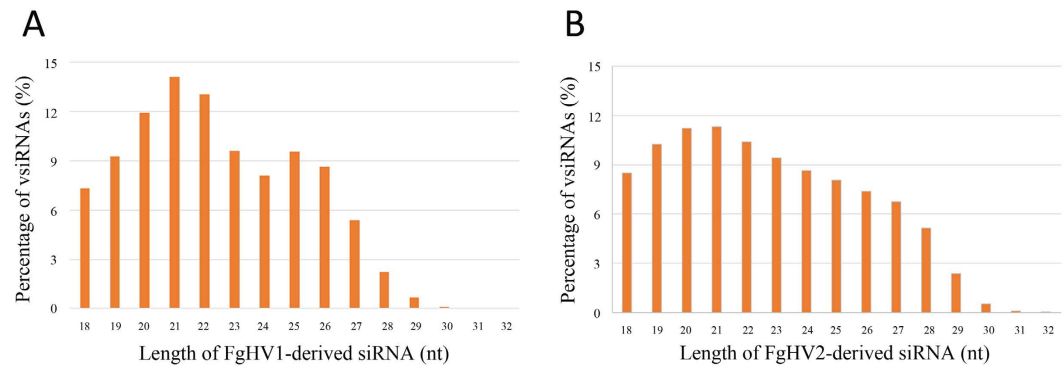 A
Percentage of vsiRNAs (%)
15
12
9
6
3
0
18 19 20 21 22 23 24 25 26 27 28 29 30 31 32
Length of FgHV1-derived siRNA (nt)
B
Percentage of vsiRNAs (%)
15
12
9
6
3
0
18 19 20 21 22 23 24 25 26 27 28 29 30 31 32
Length of FgHV2-derived siRNA (nt)